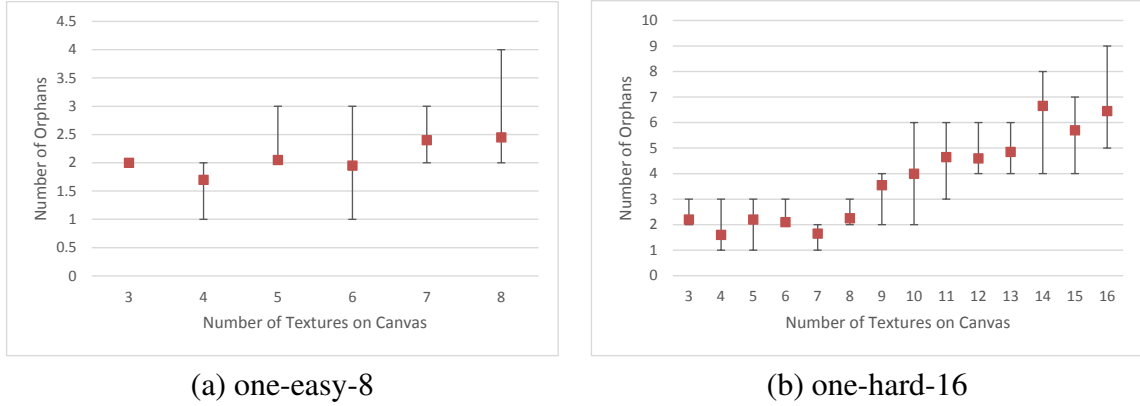 4.5
4
3.5
3
2.5
2
1.5
1
0.5
0
Number of Orphans
3 4 5 6 7 8
Number of Textures on Canvas
(a) one-easy-8
10
9
8
7
6
5
4
3
2
1
0
Number of Orphans
3 4 5 6 7 8 9 10 11 12 13 14 15 16
Number of Textures on Canvas
(b) one-hard-16